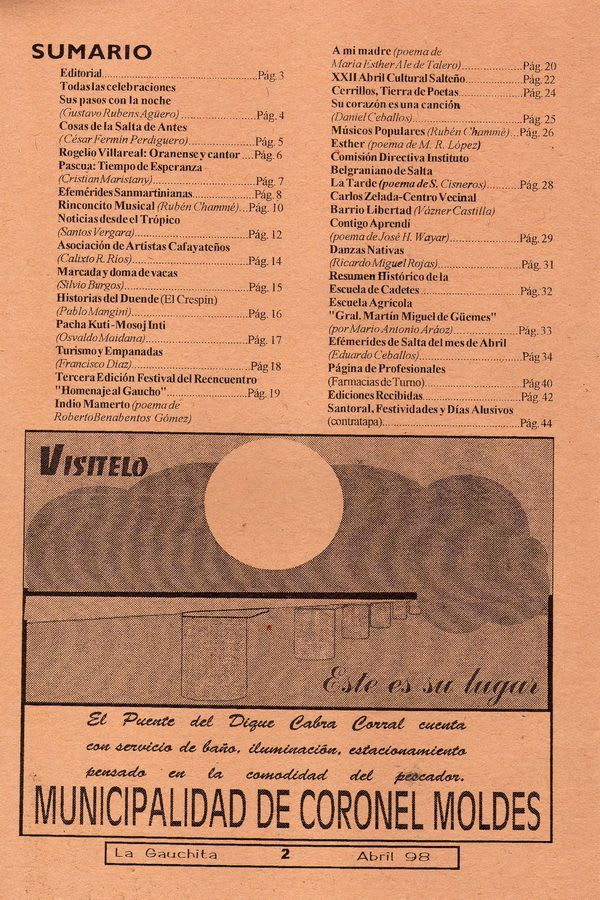 SUMARIO
Editorial..........Pág. 3
Todas las celebraciones
Sus pasos con la noche
(Gustavo Rubens Agüero)..........Pág. 4
Cosas de la Salta de Antes
(César Fermín Perdiguero)..........Pág. 5
Rogelio Villareal: Oranense y cantor....Pág. 6
Pascua: Tiempo de Esperanza
(Cristian Maristany)..........Pág. 7
Efemérides Sanmartinianas..........Pág. 8
Rinconcito Musical (Rubén Chammé)...Pág. 10
Noticias desde el Trópico
(Santos Vergara)..........Pág. 12
Asociación de Artistas Cafayateños
(Calixto R. Ríos)..........Pág. 14
Marcada y doma de vacas
(Silvio Burgos)..........Pág. 15
Historias del Duende (El Crespín)
(Pablo Mangini)..........Pág. 16
Pacha Kuti-Mosoj Inti
(Osvaldo Maidana)..........Pág. 17
Turismo y Empanadas
(Francisco Díaz)..........Pág 18
Tercera Edición Festival del Reencuentro
"Homenaje al Gaucho"..........Pág. 19
Indio Mamerto (poema de
Roberto Benabentos Gómez)
A mi madre (poema de
María Esther Ale de Talero)..........Pág. 20
XXII Abril Cultural Salteño..........Pág. 22
Cerrillos, Tierra de Poetas..........Pág. 24
Su corazón es una canción
(Daniel Ceballos)..........Pág. 25
Músicos Populares (Rubén Chammé)...Pág. 26
Esther (poema de M. R. López)
Comisión Directiva Instituto
Belgraniano de Salta
La Tarde (poema de S. Cisneros)..........Pág. 28
Carlos Zelada-Centro Vecinal
Barrio Libertad (Vázner Castilla)
Contigo Aprendí
(poema de José H. Wayar)..........Pág. 29
Danzas Nativas
(Ricardo Miguel Rojas)..........Pág. 31
Resumen Histórico de la
Escuela de Cadetes..........Pág. 32
Escuela Agrícola
"Gral. Martín Miguel de Güemes"
(por Mario Antonio Aráoz)..........Pág. 33
Efémerides de Salta del mes de Abril
(Eduardo Ceballos)..........Pág 34
Página de Profesionales
(Farmacias de Turno)..........Pág 40
Ediciones Recibidas..........Pág. 42
Santoral, Festividades y Días Alusivos
(contratapa)..........Pág. 44
VISITELO
Este es su lugar
El Puente del Dique Cabra Corral cuenta
con servicio de baño, iluminación, estacionamiento
pensado en la comodidad del pescador.
MUNICIPALIDAD DE CORONEL MOLDES
La Gauchita 2 Abril 98